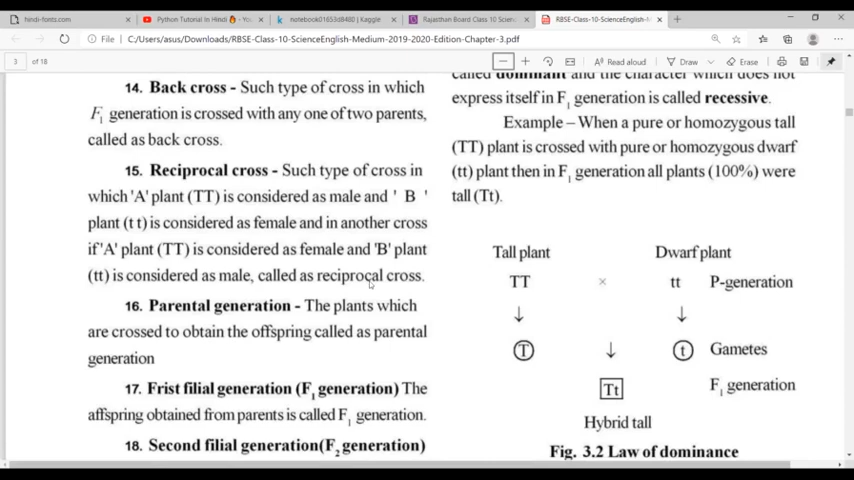 hindi-fonts.com
Python Tutorial In Hindi
notebook01653d8480 | Kaggle
Rajasthan Board Class 10 Scien
RBSE-Class-10-ScienceEnglish-M
File
C:/Users/asus/Downloads/RBSE-Class-10-ScienceEnglish-Medium-2019-2020-Edition-Chapter-3.pdf
3 of 18
Read aloud
Draw
Erase
14. Back cross - Such type of cross in which
F1 generation is crossed with any one of two parents,
called as back cross.
15. Reciprocal cross - Such type of cross in
which 'A' plant (TT) is considered as male and ' B '
plant (t t) is considered as female and in another cross
if 'A' plant (TT) is considered as female and 'B' plant
(tt) is considered as male, called as reciprocal cross.
16. Parental generation - The plants which
are crossed to obtain the offspring called as parental
generation
17. Frist filial generation (F1 generation) The
offspring obtained from parents is called F1 generation.
18. Second filial generation(F2 generation)
called dominant and the character which does not
express itself in F1 generation is called recessive.
Example – When a pure or homozygous tall
(TT) plant is crossed with pure or homozygous dwarf
(tt) plant then in F1 generation all plants (100%) were
tall (Tt).
Tall plant Dwarf plant
TT × tt P-generation
T t Gametes
Tt F1 generation
Hybrid tall
Fig. 3.2 Law of dominance